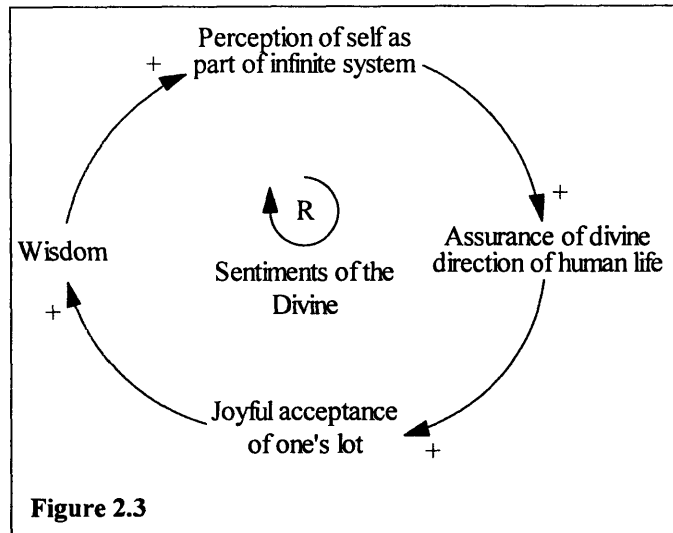 Perception of self as
part of infinite system
+
+
R
Wisdom
Assurance of divine
direction of human life
Sentiments of the
Divine
+
Joyful acceptance
of one's lot
+
Figure 2.3